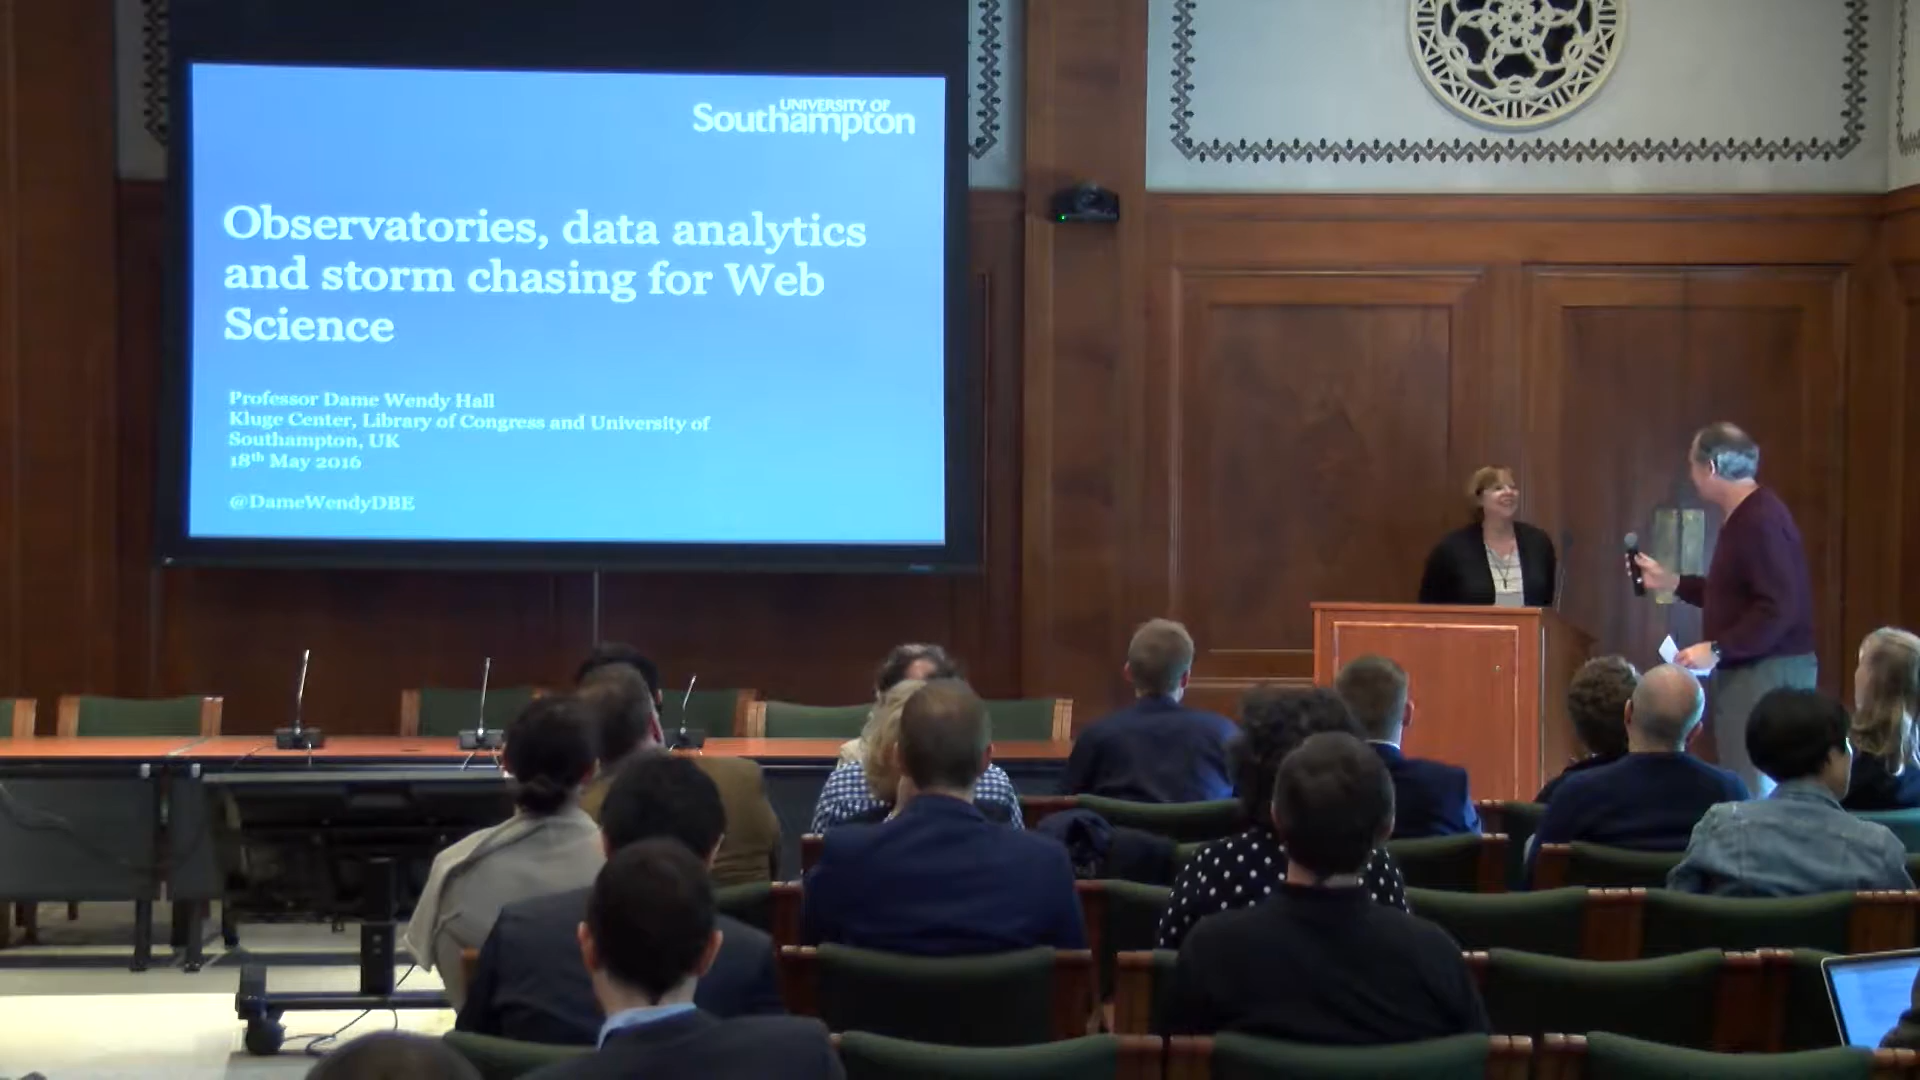 UNIVERSITY OF
Southampton
Observatories, data analytics
and storm chasing for Web
Science
Professor Dame Wendy Hall
Kluge Center, Library of Congress and University of
Southampton, UK
18th May 2016
@DameWendyDBE